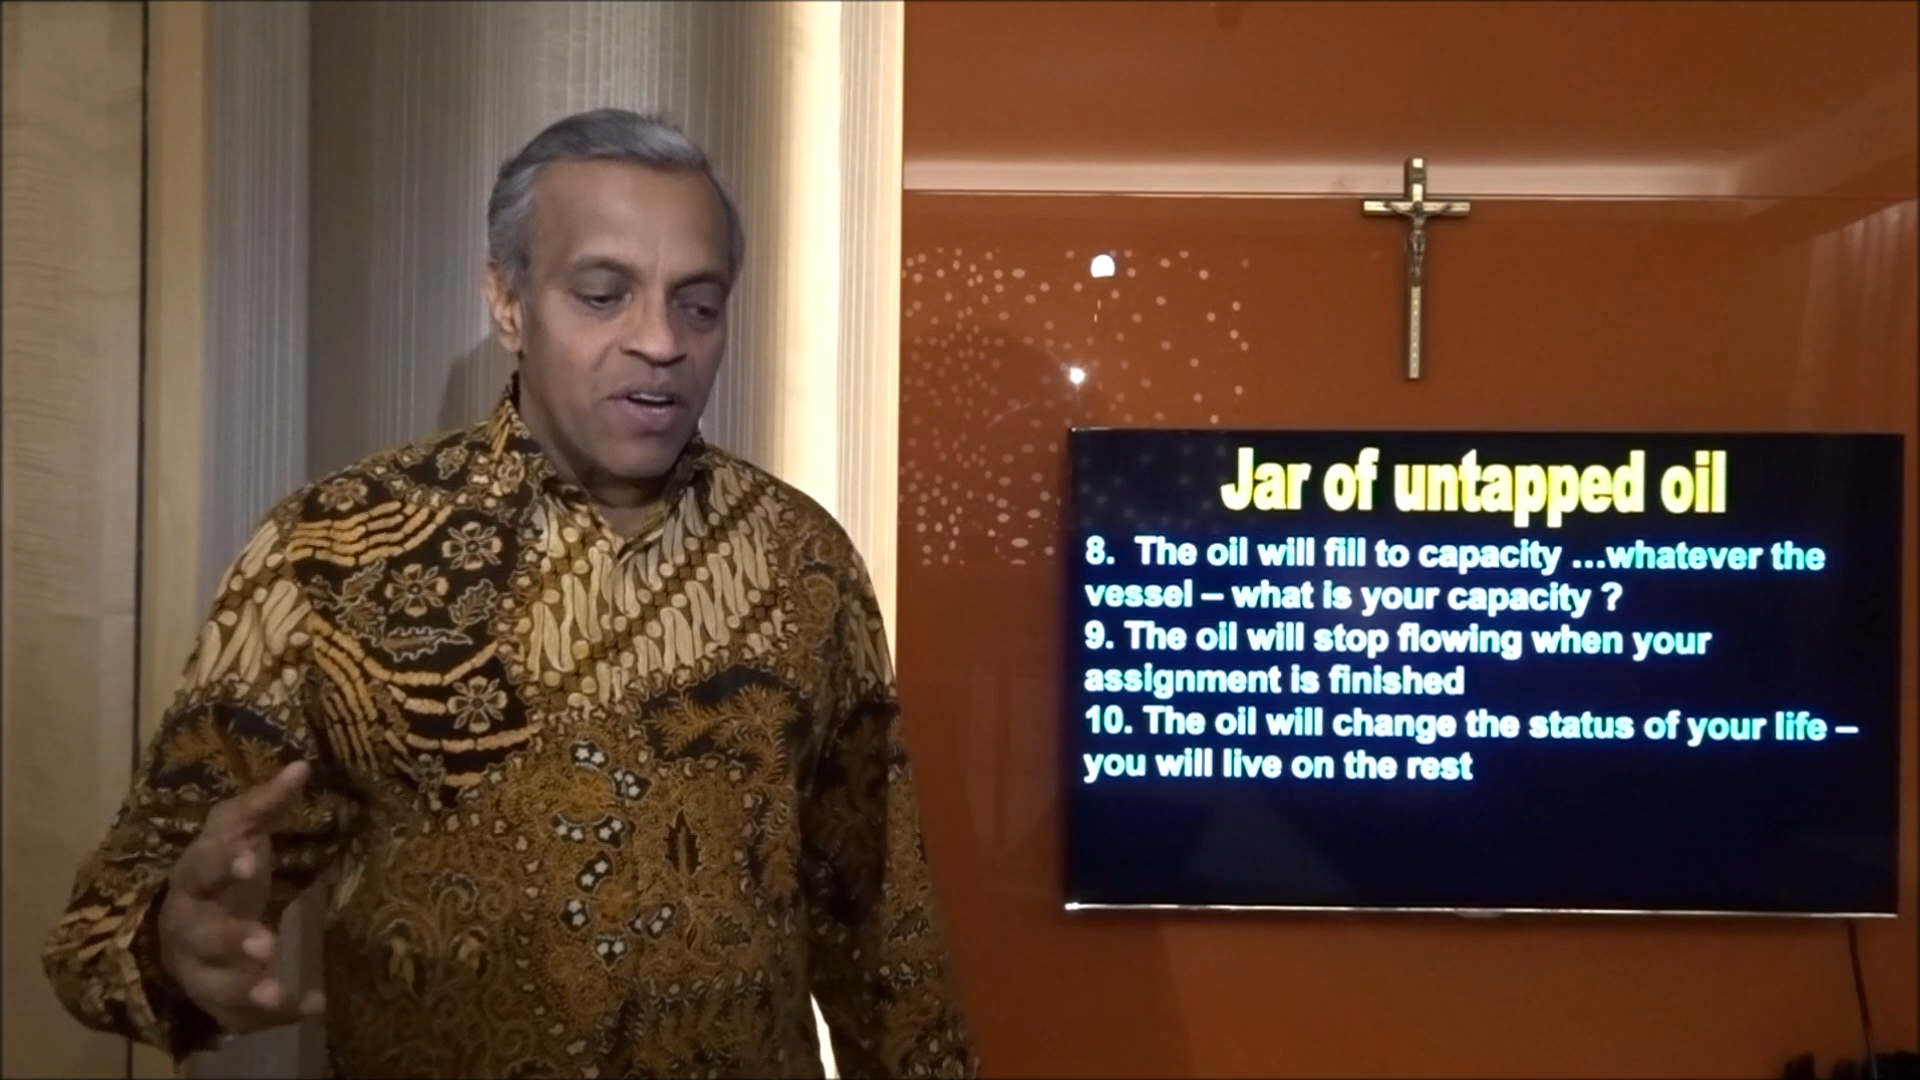 Jar of untapped oil
8. The oil will fill to capacity ...whatever the
vessel – what is your capacity ?
9. The oil will stop flowing when your
assignment is finished
10. The oil will change the status of your life –
you will live on the rest